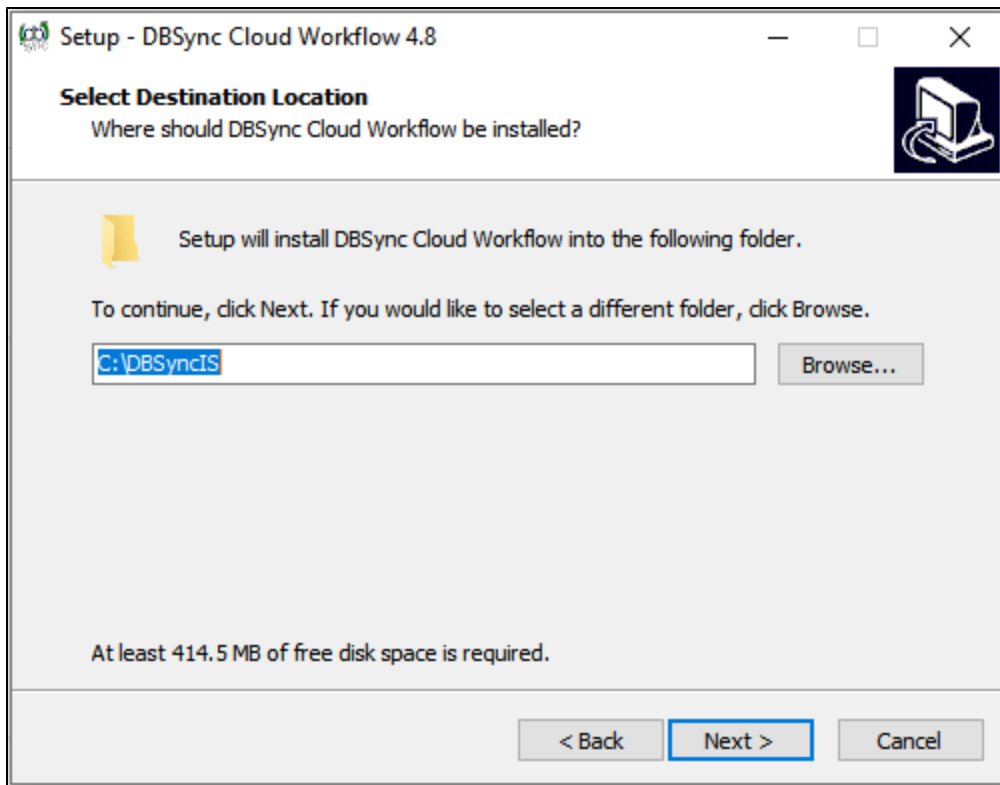 Setup - DBSync Cloud Workflow 4.8
Select Destination Location
Where should DBSync Cloud Workflow be installed?
Setup will install DBSync Cloud Workflow into the following folder.
To continue, click Next. If you would like to select a different folder, click Browse.
C:\DBSyncIS
Browse...
At least 414.5 MB of free disk space is required.
< Back
Next >
Cancel